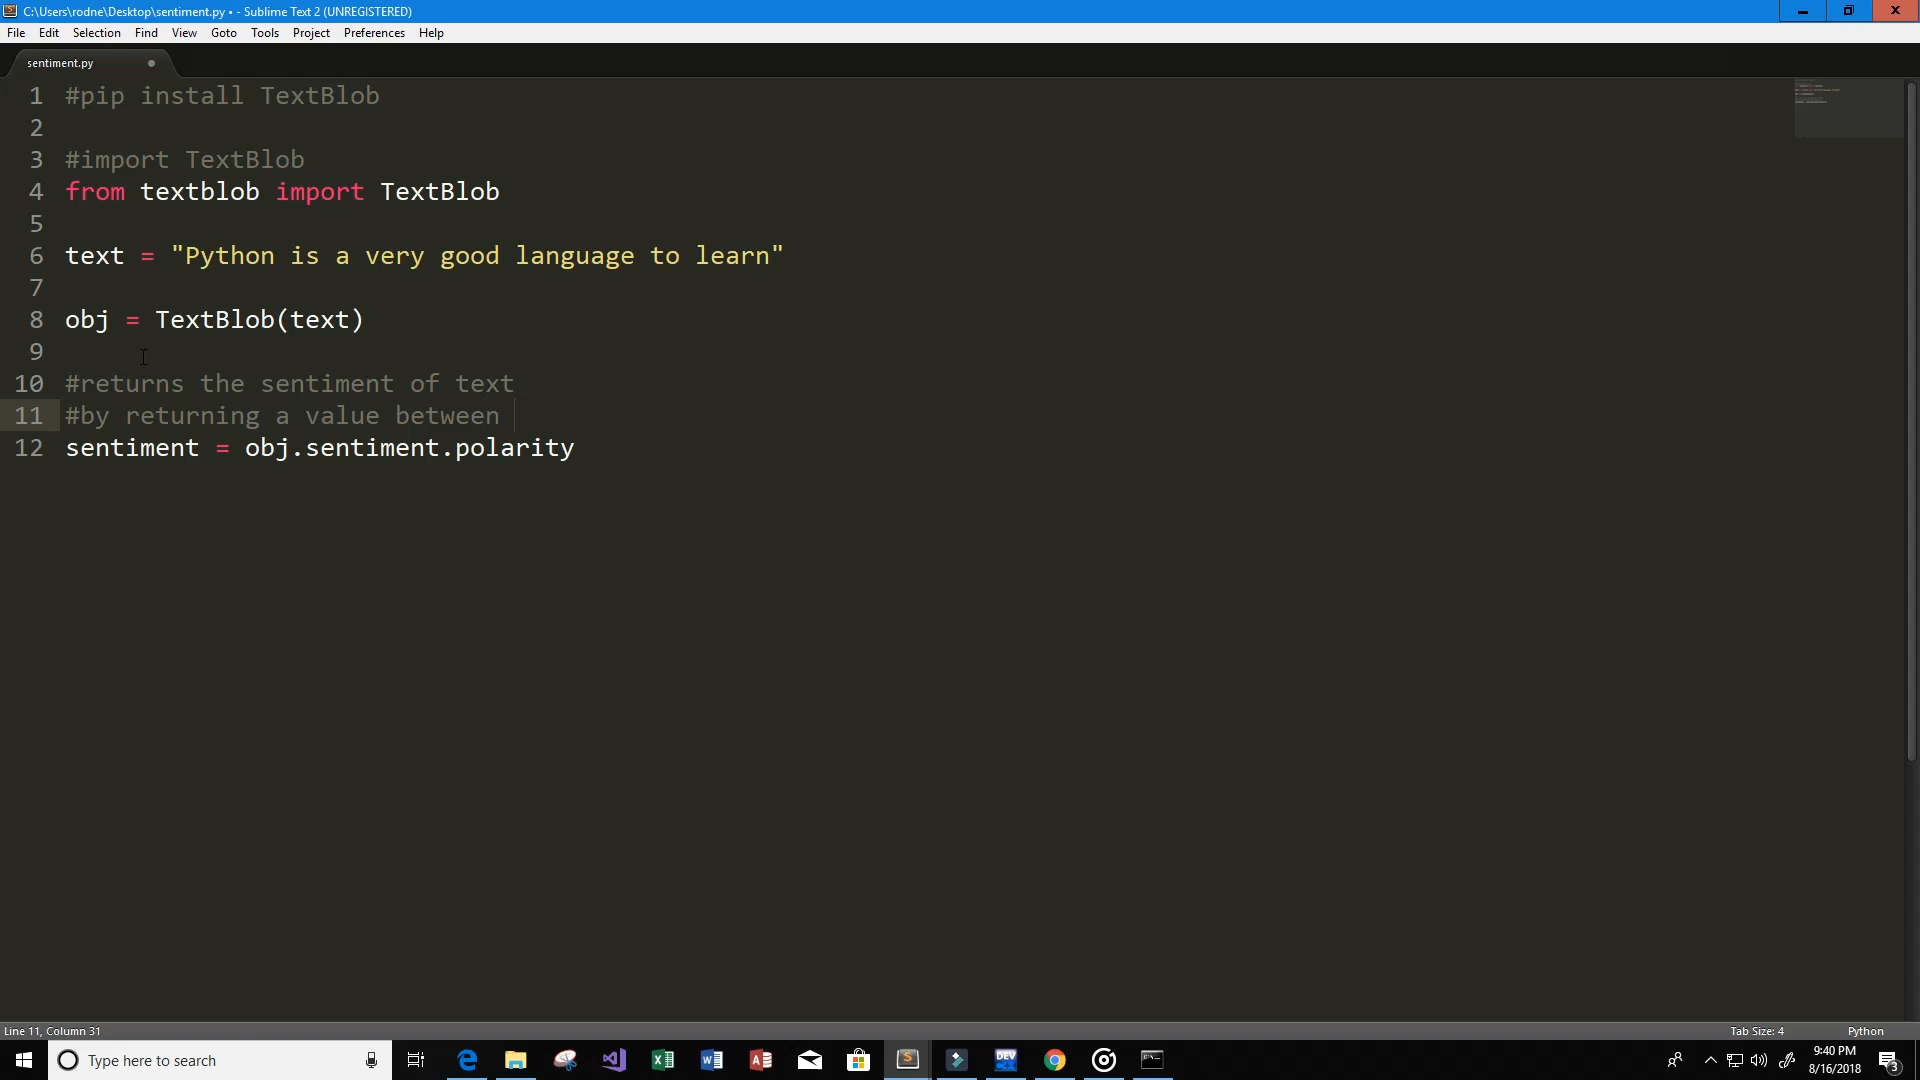 C:\Users\rodne\Desktop\sentiment.py • - Sublime Text 2 (UNREGISTERED)
File Edit Selection Find View Goto Tools Project Preferences Help
sentiment.py
1 #pip install TextBlob
2
3 #import TextBlob
4 from textblob import TextBlob
5
6 text = "Python is a very good language to learn"
7
8 obj = TextBlob(text)
9
10 #returns the sentiment of text
11 #by returning a value between
12 sentiment = obj.sentiment.polarity
Line 11, Column 31 Tab Size: 4 Python
Type here to search
DEV
9:40 PM
8/16/2018
3